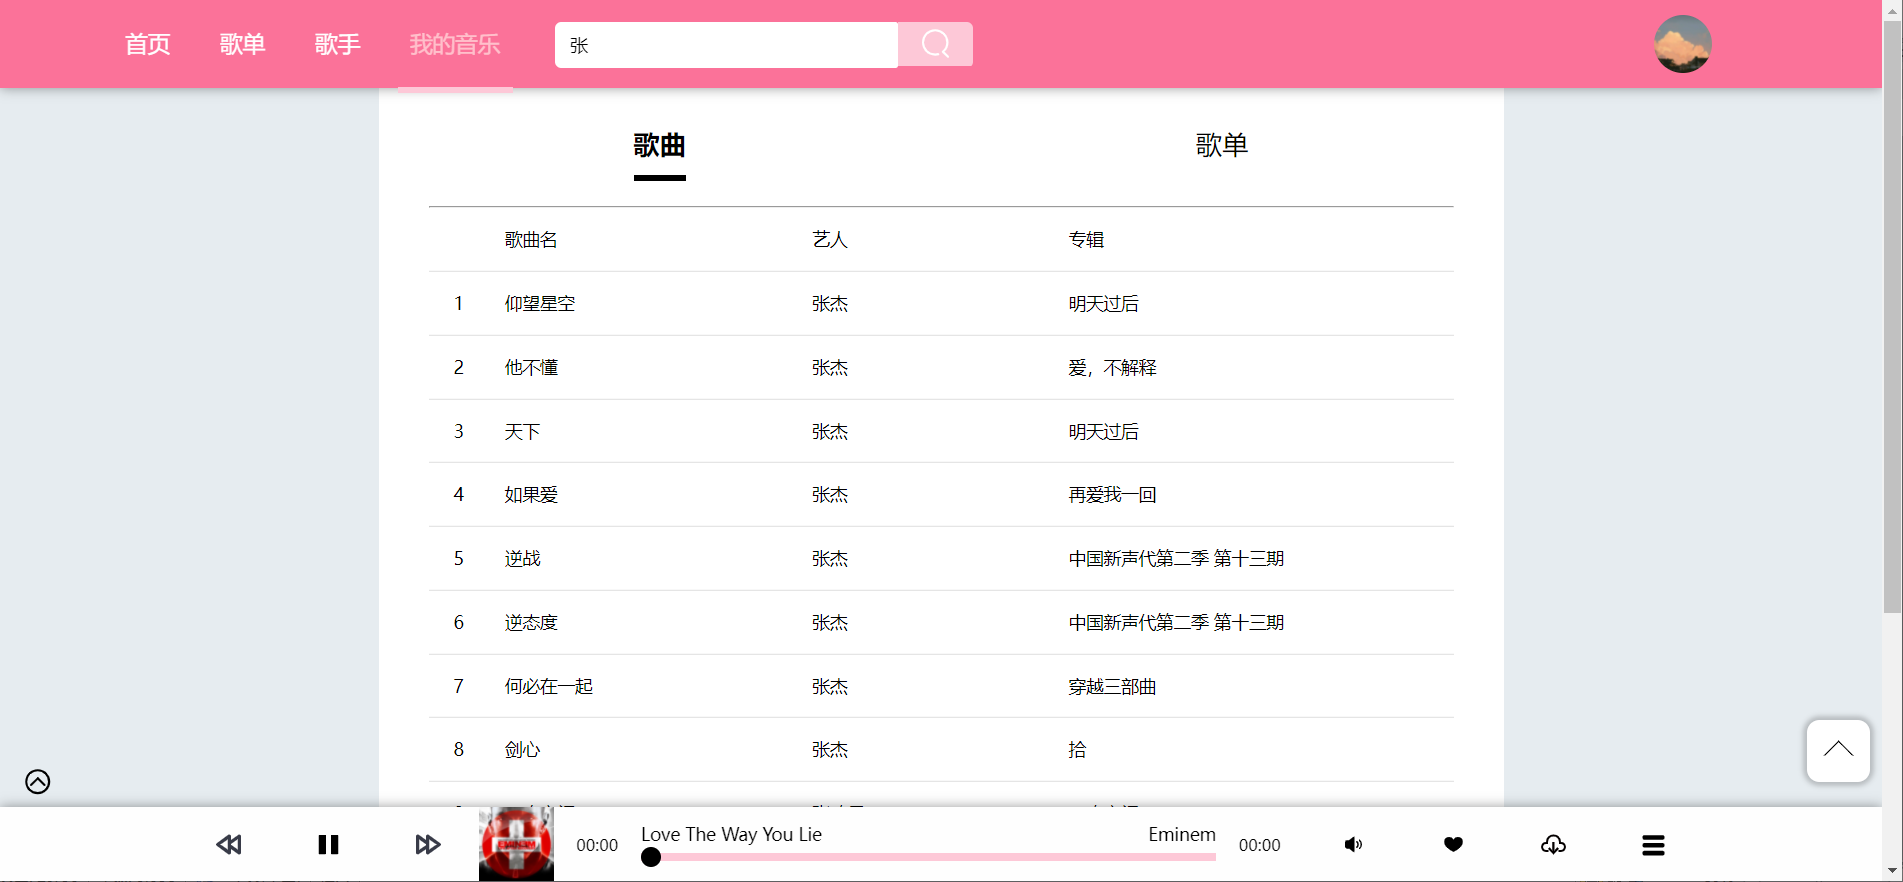 首页 歌单 歌手 我的音乐 张
歌曲 歌单
歌曲名 艺人 专辑
1 仰望星空 张杰 明天过后
2 他不懂 张杰 爱，不解释
3 天下 张杰 明天过后
4 如果爱 张杰 再爱我一回
5 逆战 张杰 中国新声代第二季 第十三期
6 逆态度 张杰 中国新声代第二季 第十三期
7 何必在一起 张杰 穿越三部曲
8 剑心 张杰 拾
EMINEM
00:00 Love The Way You Lie Eminem 00:00